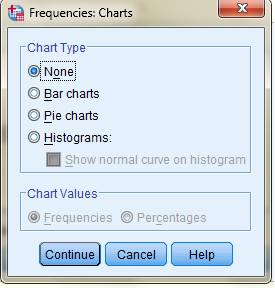 Frequencies: Charts
Chart Type
None
Bar charts
Pie charts
Histograms:
Show normal curve on histogram
Chart Values
Frequencies Percentages
Continue Cancel Help